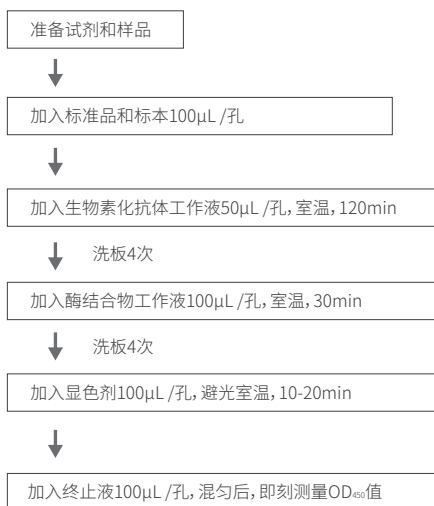 准备试剂和样品
加入标准品和标本100μL /孔
加入生物素化抗体工作液50μL /孔, 室温, 120min
洗板4次
加入酶结合物工作液100μL /孔, 室温, 30min
洗板4次
加入显色剂100μL /孔, 避光室温, 10-20min
加入终止液100μL /孔, 混匀后, 即刻测量OD₄₅₀值